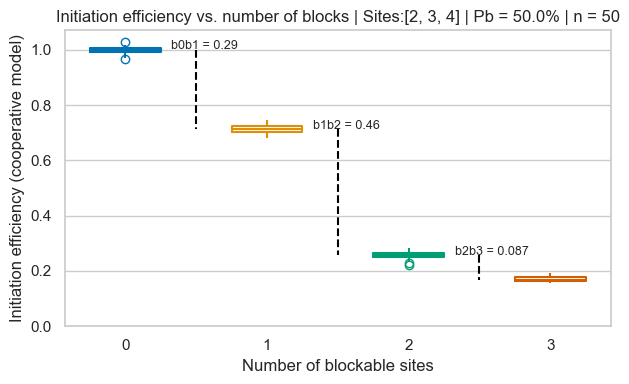 Initiation efficiency vs. number of blocks | Sites:[2, 3, 4] | Pb = 50.0% | n = 50
Initiation efficiency (cooperative model)
1.0
0.8
0.6
0.4
0.2
0.0
b0b1 = 0.29
b1b2 = 0.46
b2b3 = 0.087
0 1 2 3
Number of blockable sites